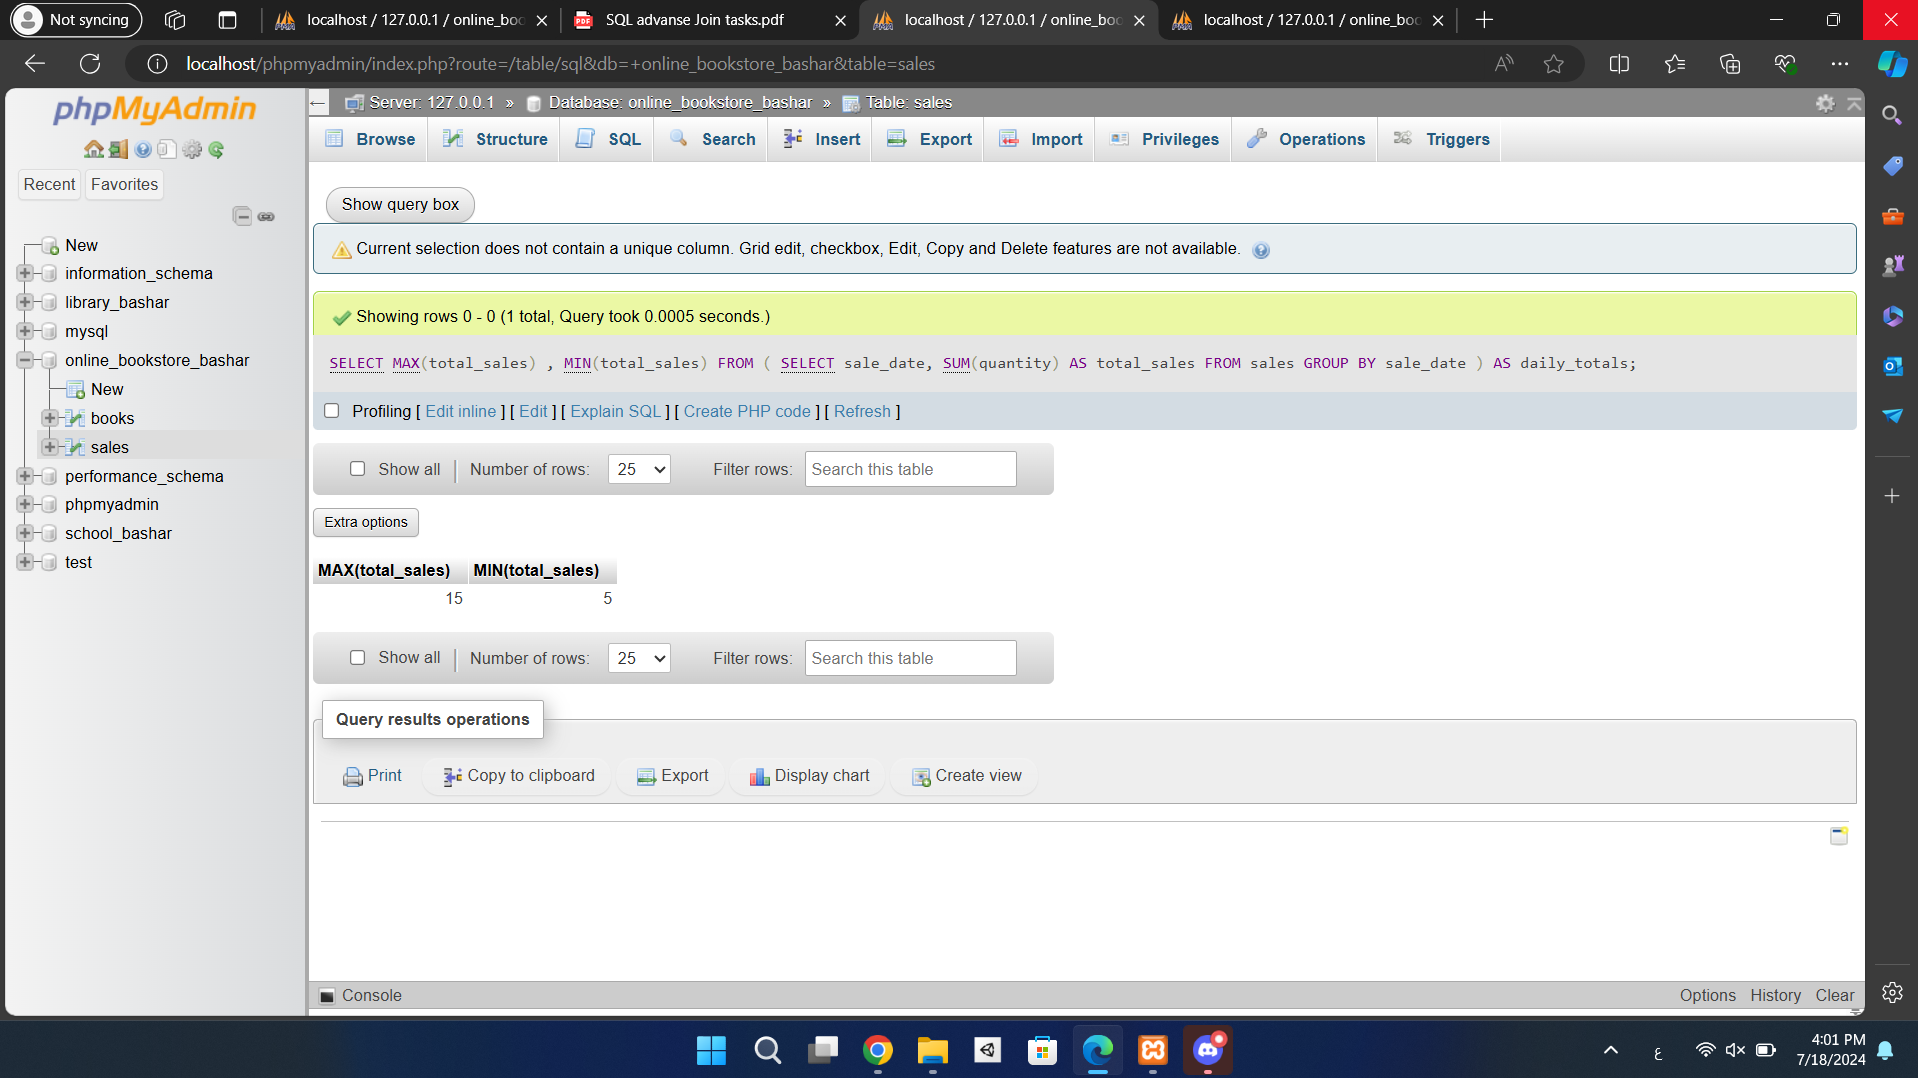 Not syncing
localhost / 127.0.0.1 / online_boo
SQL advanse Join tasks.pdf
localhost / 127.0.0.1 / online_boo
localhost / 127.0.0.1 / online_boo
localhost/phpmyadmin/index.php?route=/table/sql&db=+online_bookstore_bashar&table=sales
phpMyAdmin
Recent Favorites
New
information_schema
library_bashar
mysql
online_bookstore_bashar
New
books
sales
performance_schema
phpmyadmin
school_bashar
test
Server: 127.0.0.1 » Database: online_bookstore_bashar » Table: sales
Browse Structure SQL Search Insert Export Import Privileges Operations Triggers
Show query box
Current selection does not contain a unique column. Grid edit, checkbox, Edit, Copy and Delete features are not available.
Showing rows 0 - 0 (1 total, Query took 0.0005 seconds.)
SELECT MAX(total_sales) , MIN(total_sales) FROM ( SELECT sale_date, SUM(quantity) AS total_sales FROM sales GROUP BY sale_date ) AS daily_totals;
Profiling [ Edit inline ] [ Edit ] [ Explain SQL ] [ Create PHP code ] [ Refresh ]
Show all | Number of rows: 25 Filter rows: Search this table
Extra options
MAX(total_sales) MIN(total_sales)
15 5
Show all | Number of rows: 25 Filter rows: Search this table
Query results operations
Print Copy to clipboard Export Display chart Create view
Console
Options History Clear
ع
4:01 PM
7/18/2024